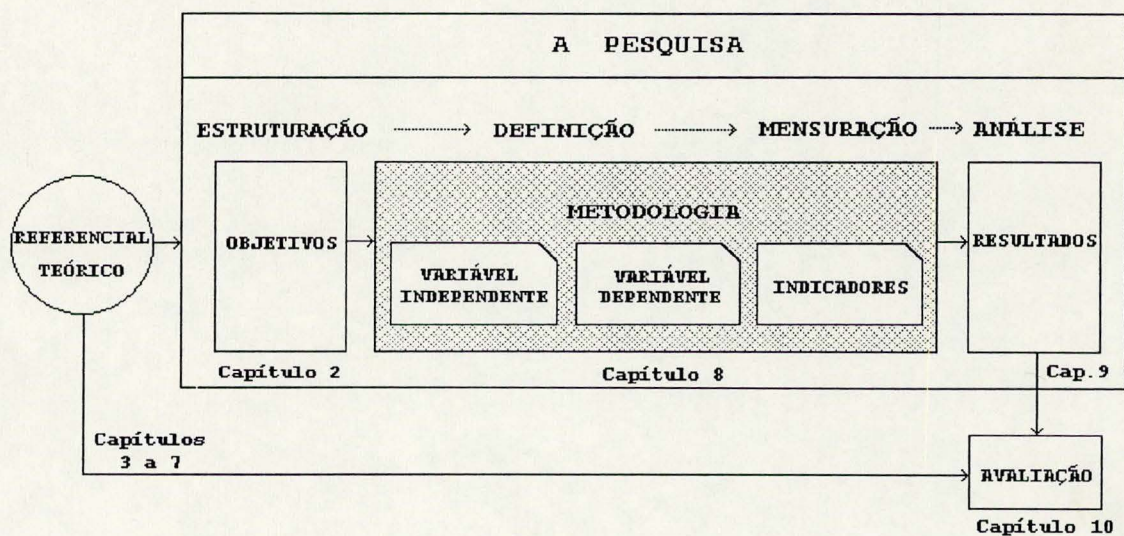 A PESQUISA
ESTRUTURAÇÃO DEFINIÇÃO MENSURAÇÃO ANÁLISE
REFERENCIAL
TEÓRICO
OBJETIVOS
METODOLOGIA
VARIÁVEL
INDEPENDENTE
VARIÁVEL
DEPENDENTE
INDICADORES
RESULTADOS
Capítulo 2
Capítulo 8
Cap.9
Capítulos
3 a 7
AVALIAÇÃO
Capítulo 10